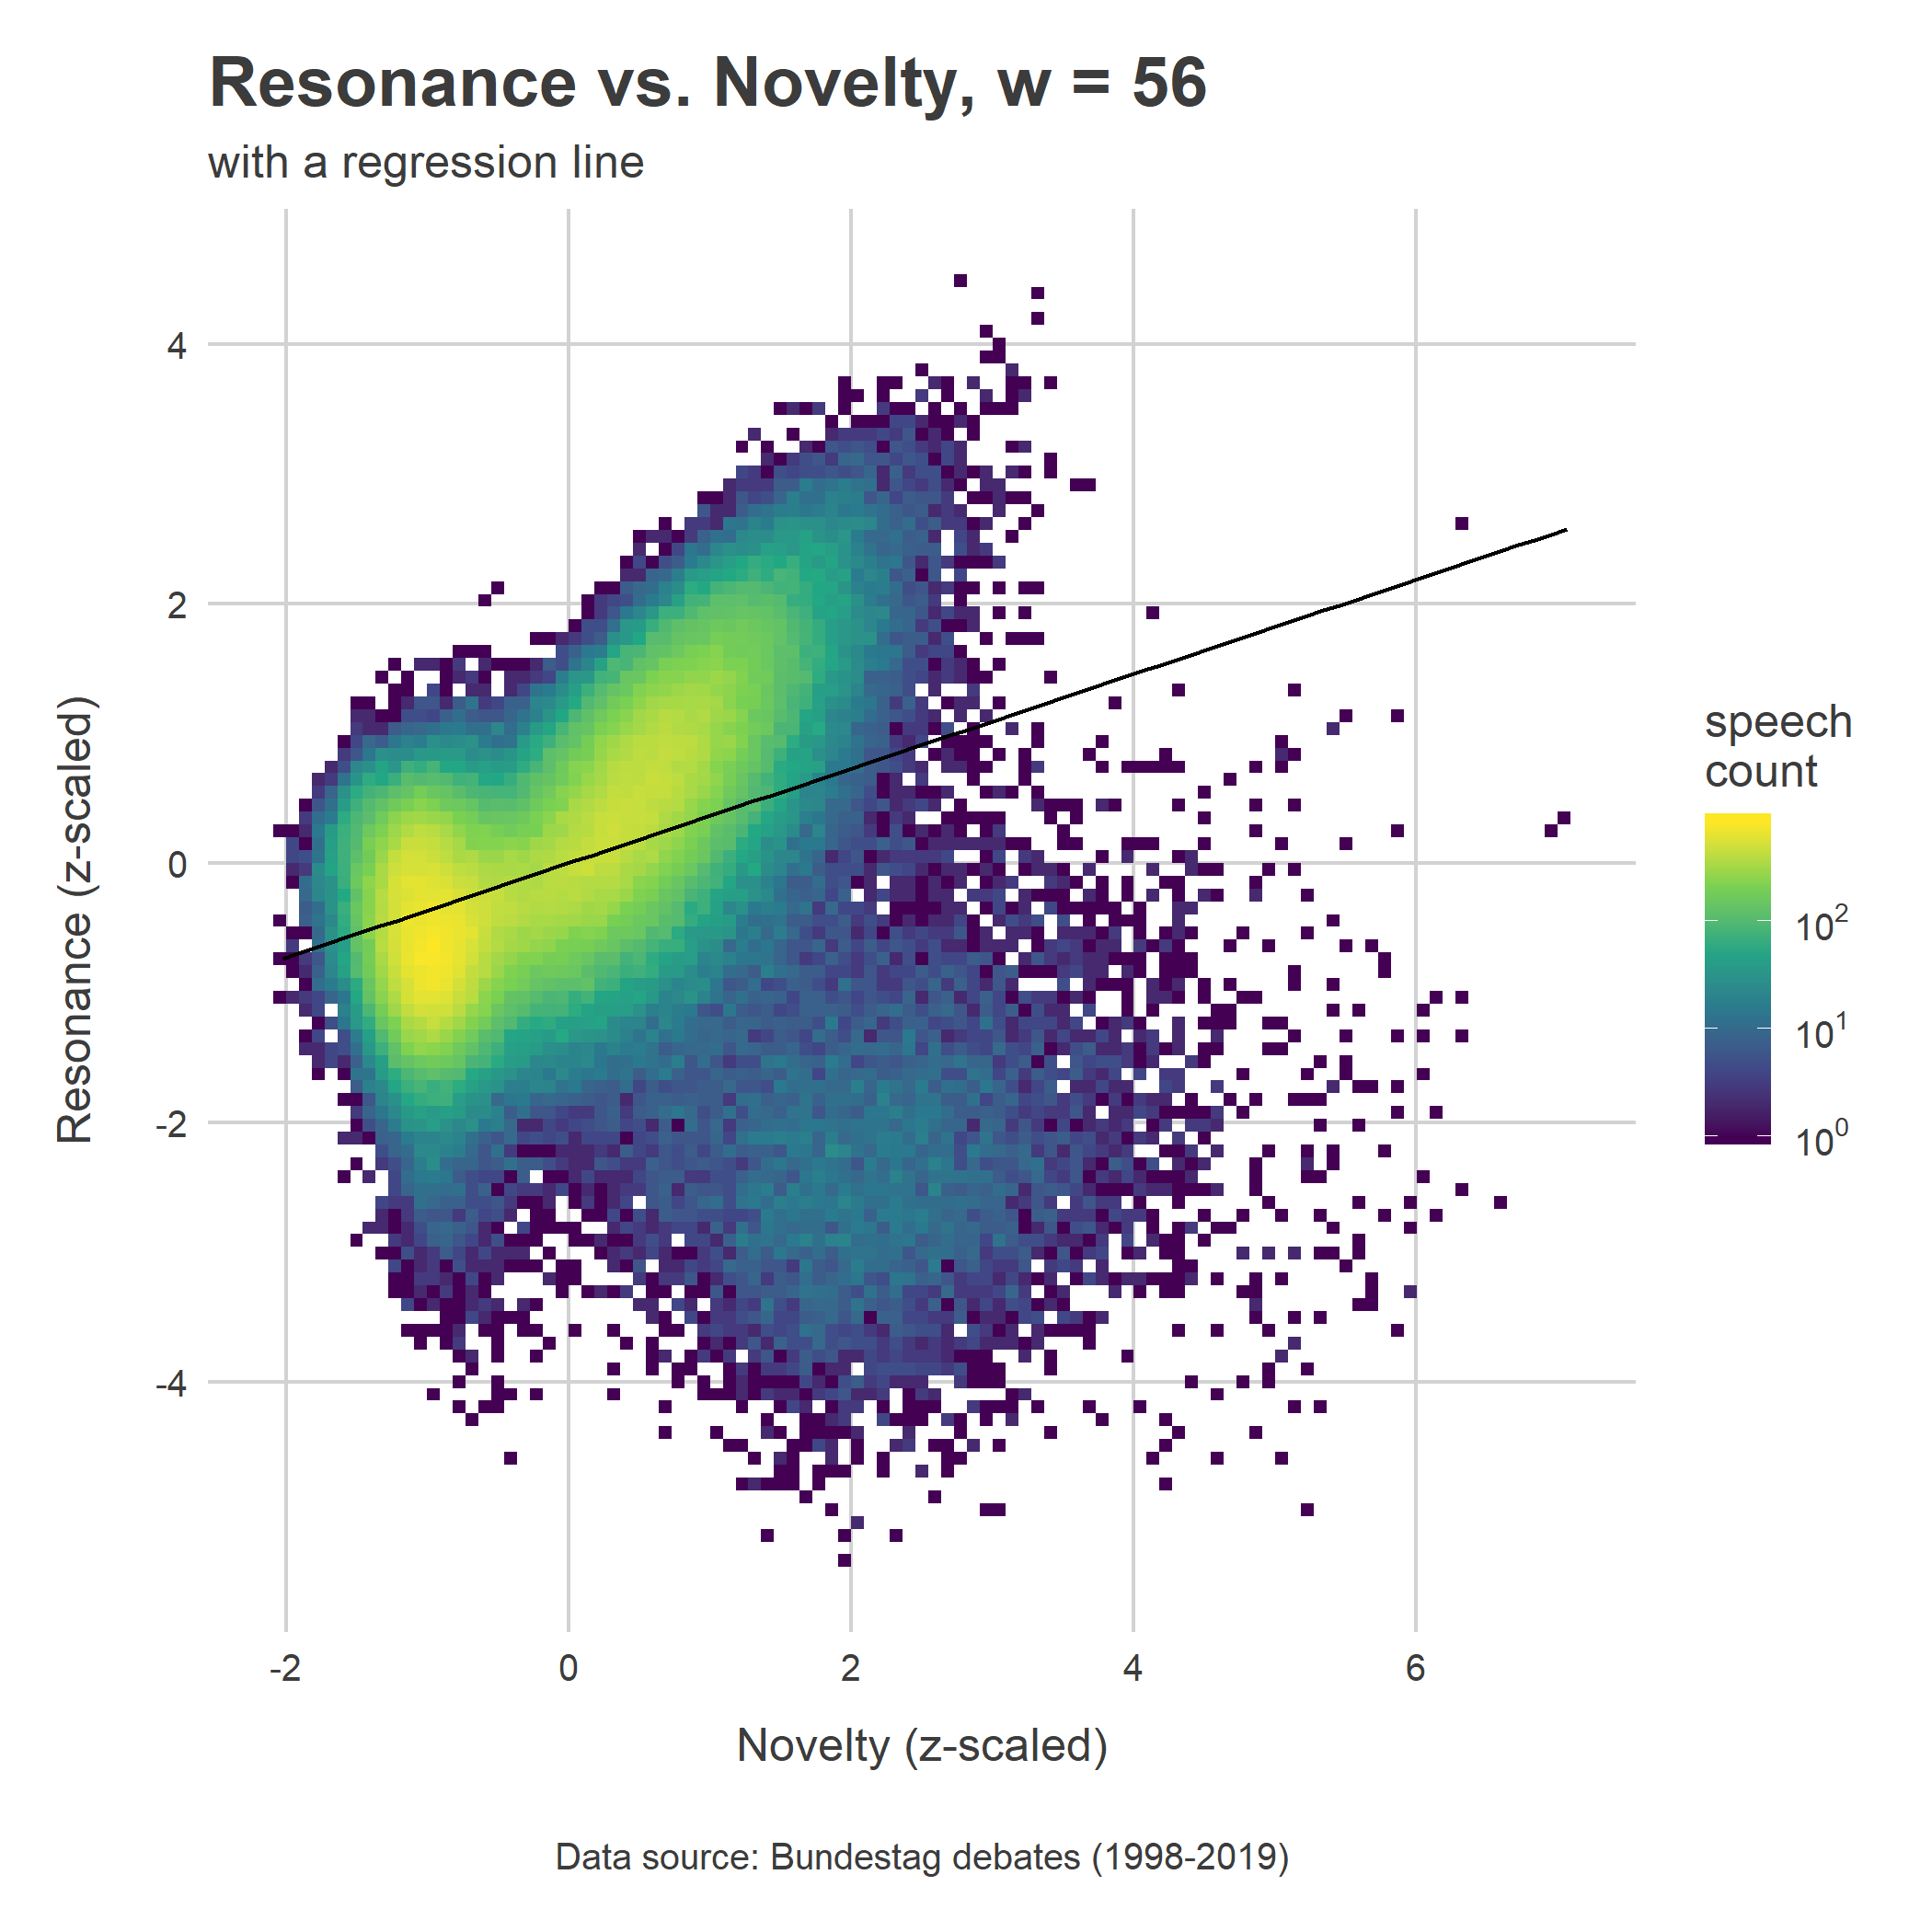 Resonance vs. Novelty, w = 56
with a regression line
Resonance (z-scaled)
4
2
0
-2
-4
-2 0 2 4 6
Novelty (z-scaled)
speech
count
10²
10¹
10⁰
Data source: Bundestag debates (1998-2019)